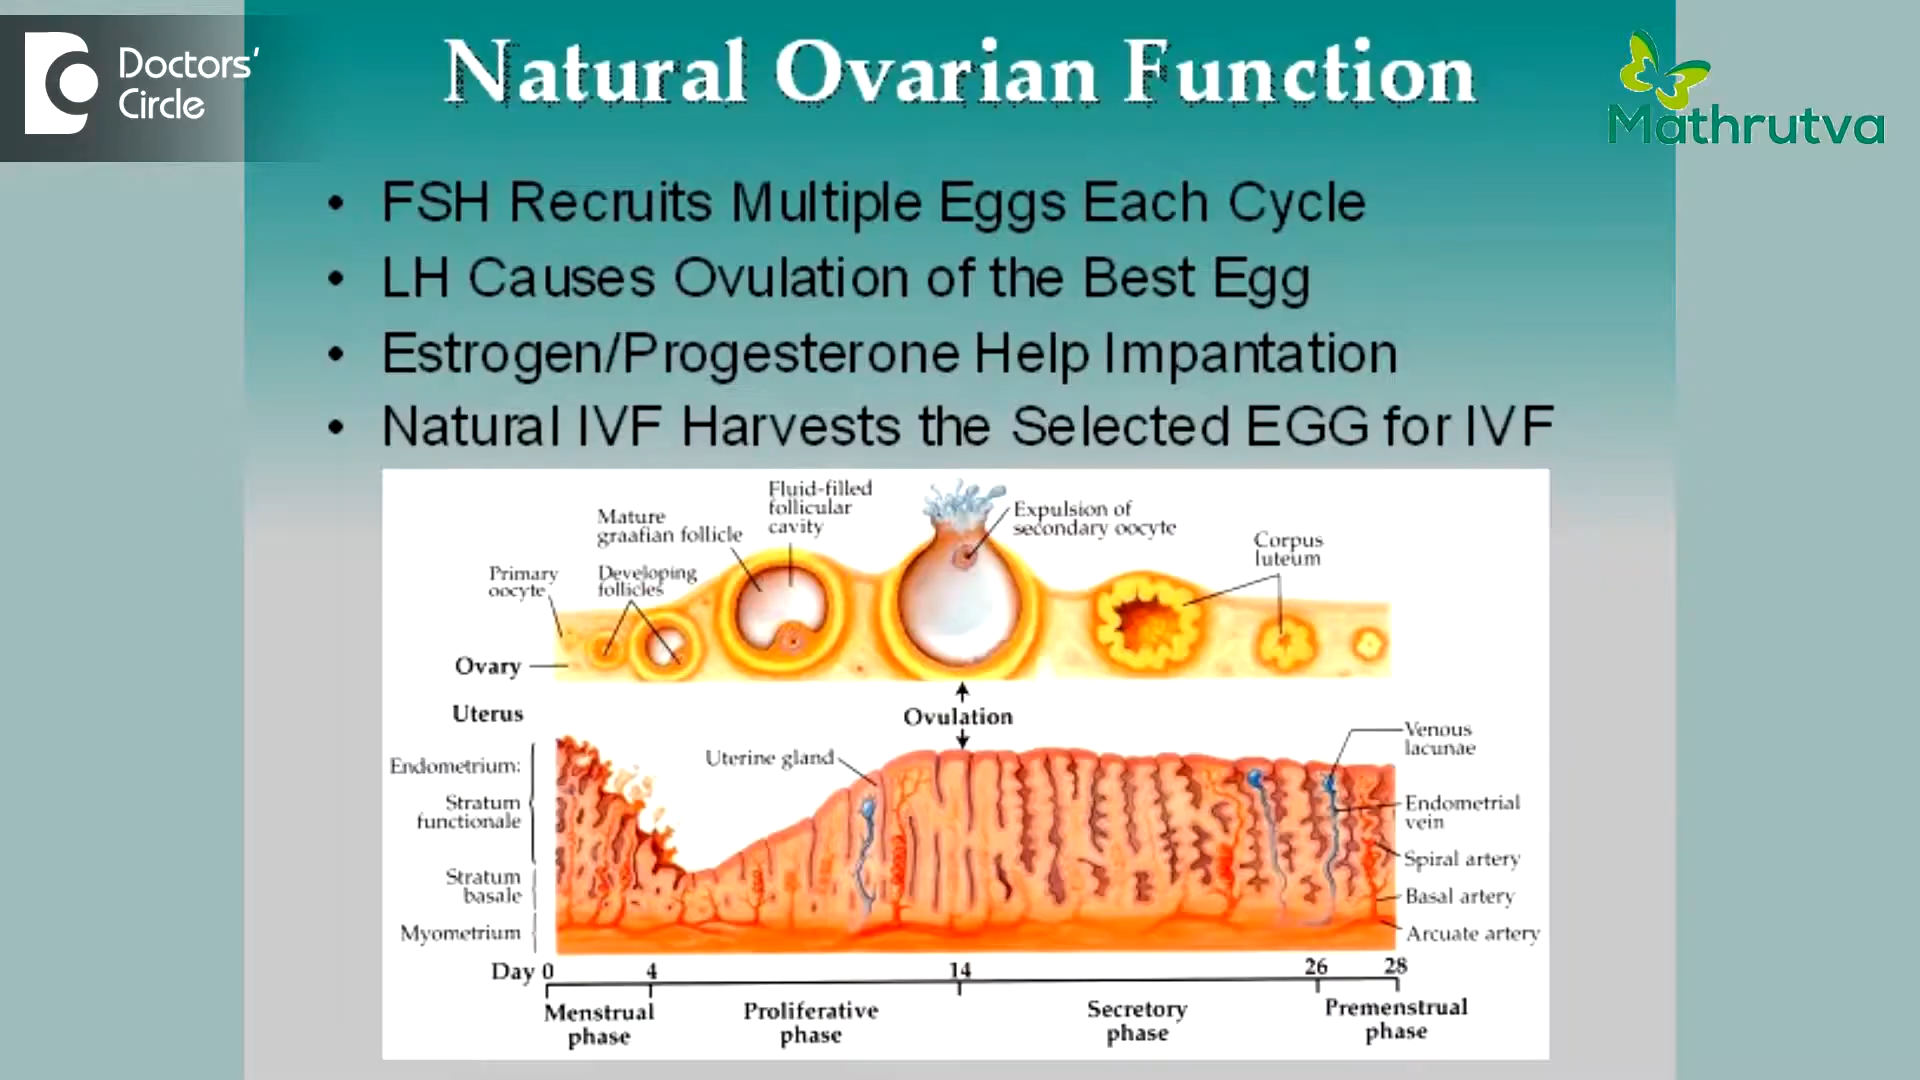 Doctors'
Circle
Natural Ovarian Function
Mathrutva
• FSH Recruits Multiple Eggs Each Cycle
• LH Causes Ovulation of the Best Egg
• Estrogen/Progesterone Help Impantation
• Natural IVF Harvests the Selected EGG for IVF
Fluid-filled
follicular
cavity
Mature
graafian follicle
Expulsion of
secondary oocyte
Corpus
luteum
Primary
oocyte
Developing
follicles
Ovary
Uterus
Ovulation
Venous
lacunae
Uterine gland
Endometrium:
Stratum
functionale
Endometrial
vein
Spiral artery
Stratum
basale
Basal artery
Myometrium
Arcuate artery
Day 0 4 14 26 28
Menstrual
phase
Proliferative
phase
Secretory
phase
Premenstrual
phase